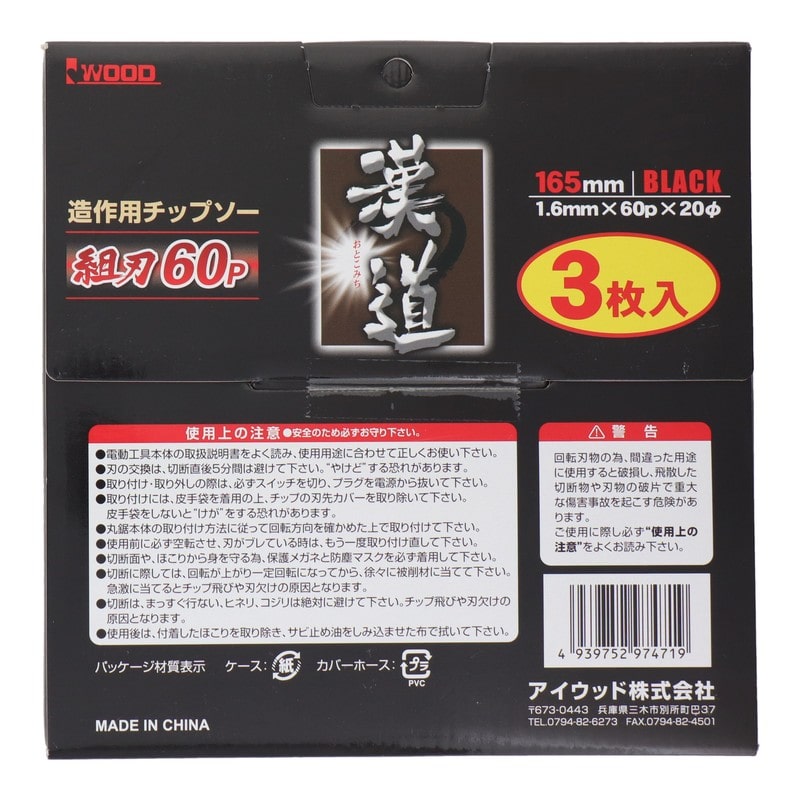 IWOOD
造作用チップソー
組刃60P
漢道
おとこみち
165mm BLACK
1.6mm×60p×20φ
3枚入
使用上の注意 ●安全のため必ずお守り下さい。
●電動工具本体の取扱説明書をよく読み、使用用途に合わせて正しくお使い下さい。
●刃の交換は、切断直後5分間は避けて下さい。“やけど”する恐れがあります。
●取り付け・取り外しの際は、必ずスイッチを切り、プラグを電源から抜いて下さい。
●取り付けには、皮手袋を着用の上、チップの刃先カバーを取り除いて下さい。
皮手袋をしないと“けが”をする恐れがあります。
●丸鋸本体の取り付け方法に従って回転方向を確かめた上で取り付けて下さい。
●使用前に必ず空転させ、刃がブレている時は、もう一度取り付け直して下さい。
●切断面や、ほこりから身を守る為、保護メガネと防塵マスクを必ず着用して下さい。
●切断に際しては、回転が上がり一定回転になってから、徐々に被削材に当てて下さい。
急激に当てるとチップ飛びや刃欠けの原因となります。
●切断は、まっすぐ行ない、ヒネリ、コジリは絶対に避けて下さい。チップ飛びや刃欠けの
原因となります。
●使用後は、付着したほこりを取り除き、サビ止め油をしみ込ませた布で拭いて下さい。
⚠ 警告
回転刃物の為、間違った用途
に使用すると破損し、飛散した
切断物や刃物の破片で重大
な傷害事故を起こす危険があ
ります。
ご使用に際し必ず“使用上の
注意”をよくお読み下さい。
4 939752 974719
パッケージ材質表示 ケース: 紙 カバーホース: プラ
PVC
アイウッド株式会社
〒673-0443 兵庫県三木市別所町巴37
TEL.0794-82-6273 FAX.0794-82-4501
MADE IN CHINA